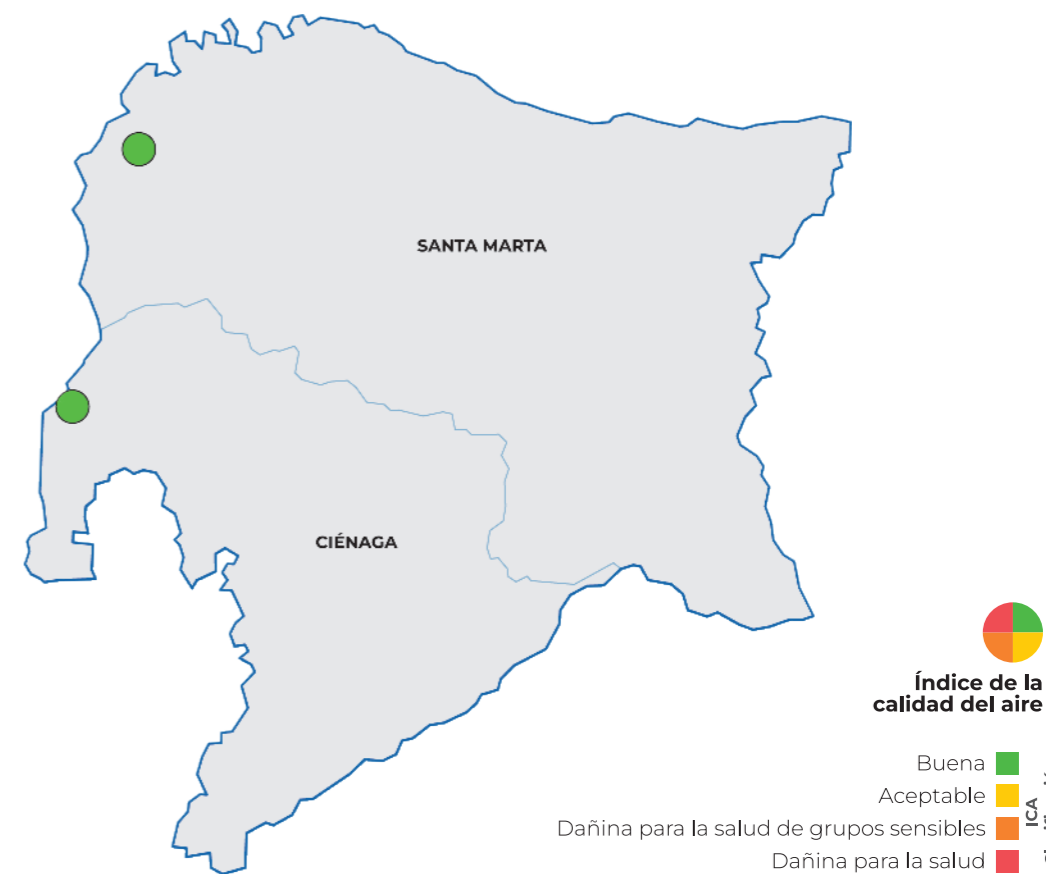 SANTA MARTA
CIÉNAGA
Índice de la
calidad del aire
Buena
Aceptable
Dañina para la salud de grupos sensibles
Dañina para la salud
ICA